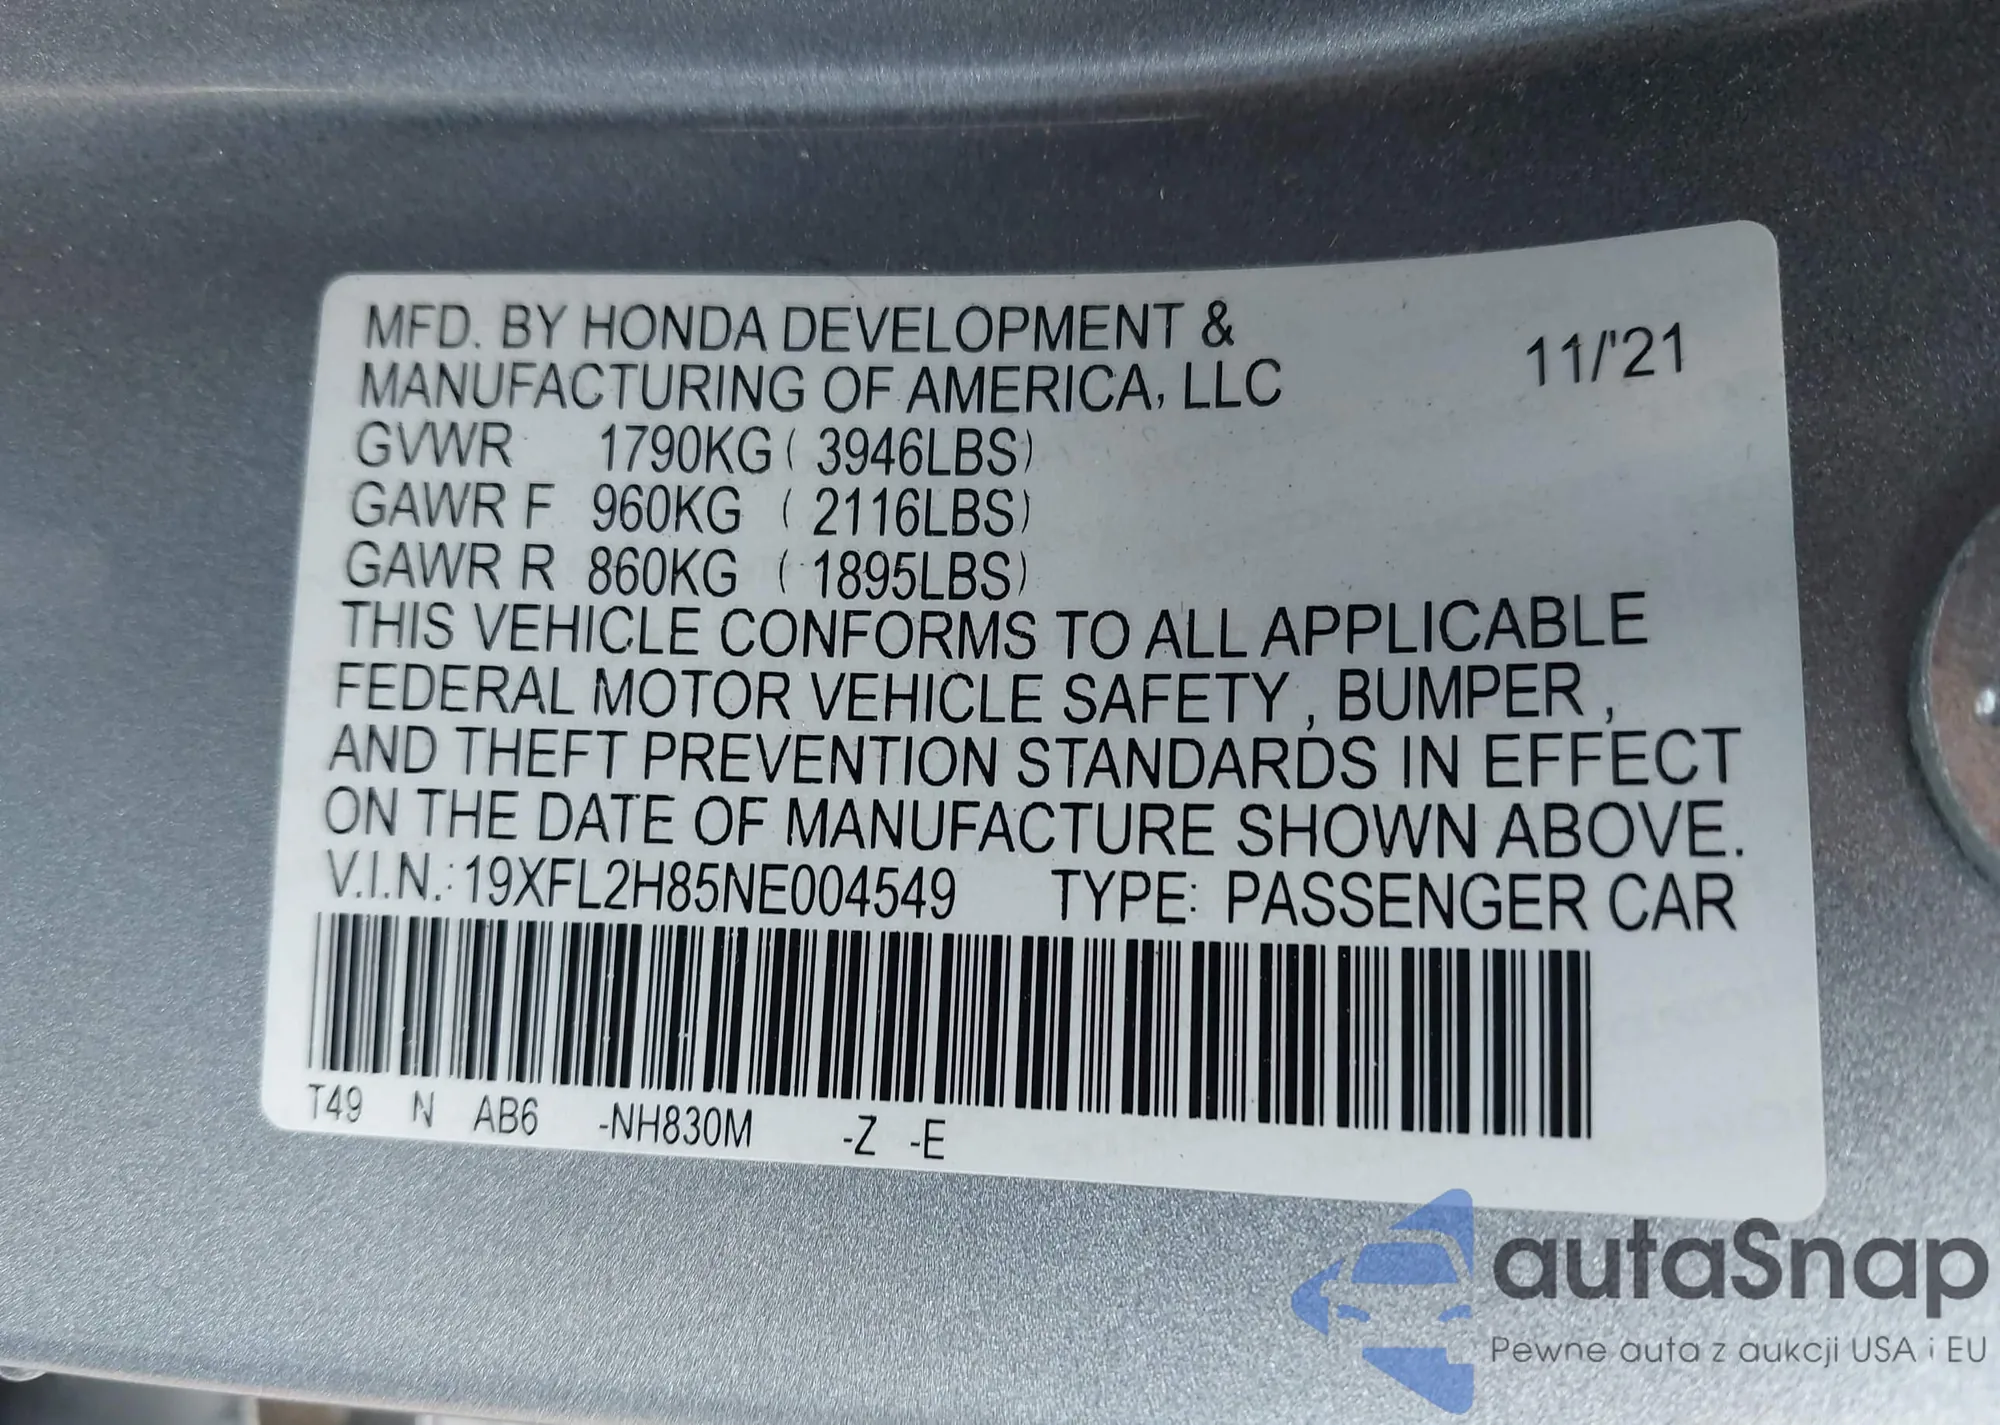 MFD. BY HONDA DEVELOPMENT &
MANUFACTURING OF AMERICA, LLC
11/'21
GVWR 1790KG ( 3946LBS)
GAWR F 960KG ( 2116LBS)
GAWR R 860KG ( 1895LBS)
THIS VEHICLE CONFORMS TO ALL APPLICABLE
FEDERAL MOTOR VEHICLE SAFETY , BUMPER ,
AND THEFT PREVENTION STANDARDS IN EFFECT
ON THE DATE OF MANUFACTURE SHOWN ABOVE.
V.I.N.: 19XFL2H85NE004549 TYPE: PASSENGER CAR
T49 N AB6 -NH830M -Z -E
autaSnap
Pewne auta z aukcji USA i EU